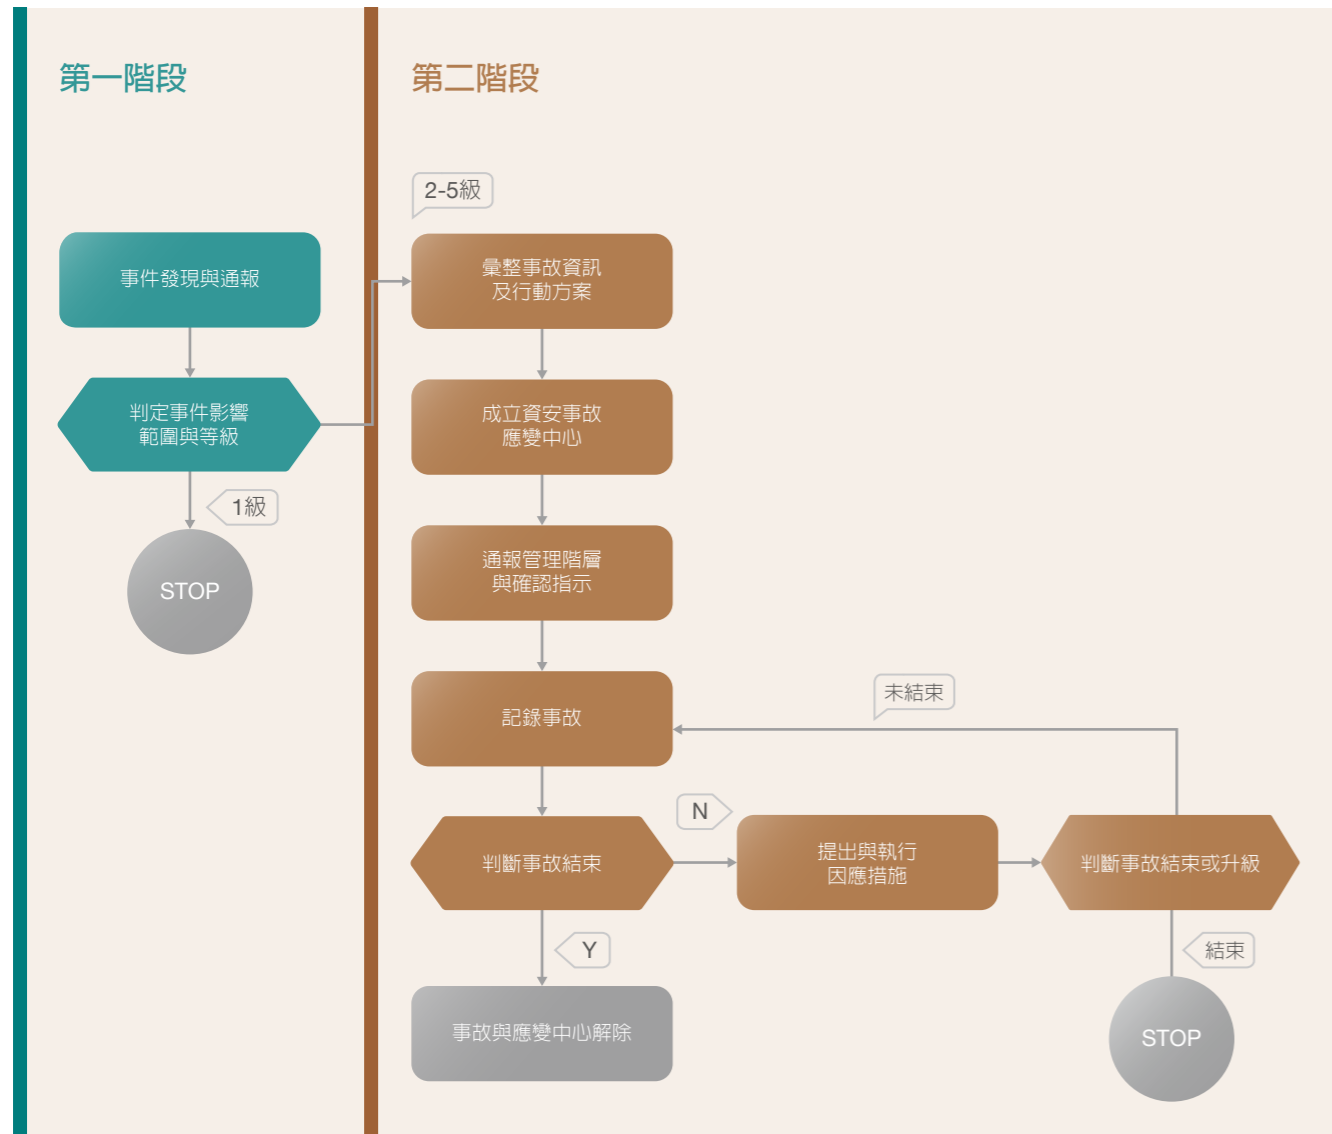 第一階段
事件發現與通報
判定事件影響
範圍與等級
1級
STOP
第二階段
2-5級
彙整事故資訊
及行動方案
成立資安事故
應變中心
通報管理階層
與確認指示
記錄事故
未結束
判斷事故結束
N
提出與執行
因應措施
判斷事故結束或升級
Y
結束
事故與應變中心解除
STOP